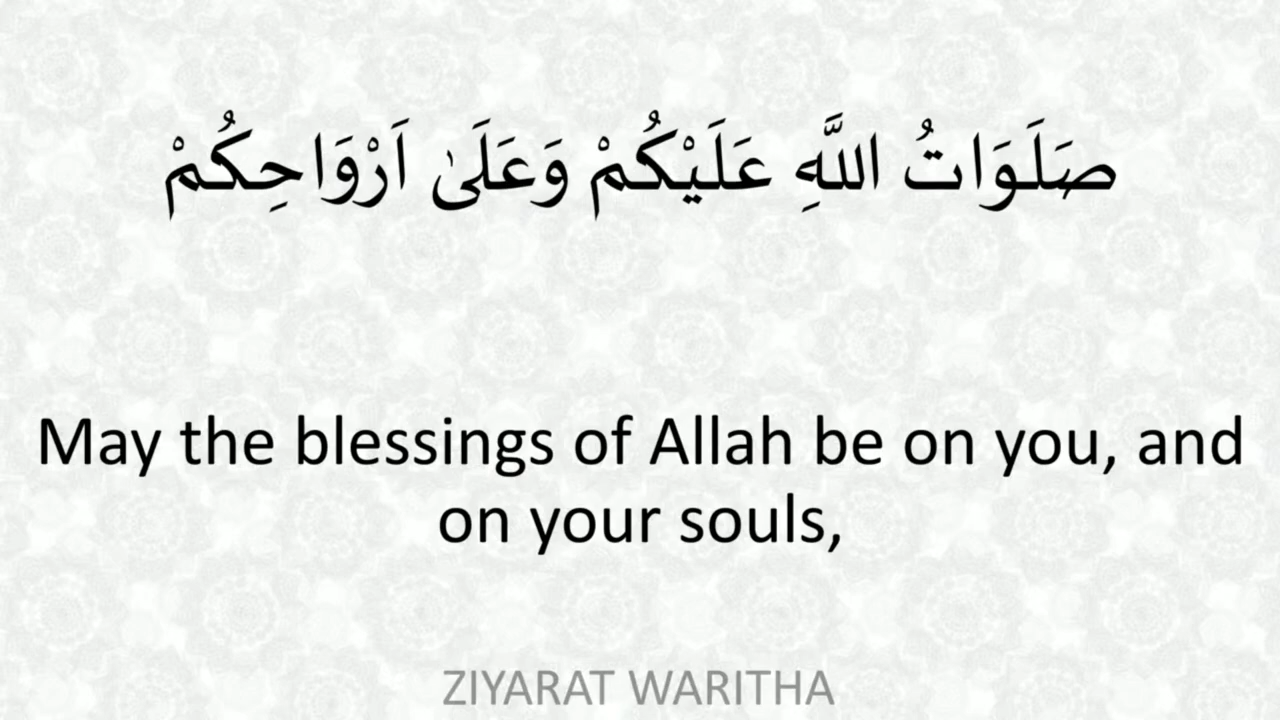 صَلَوَاتُ اللَّهِ عَلَيْكُمْ وَعَلَىٰ اَرْوَاحِكُمْ
May the blessings of Allah be on you, and
on your souls,
ZIYARAT WARITHA